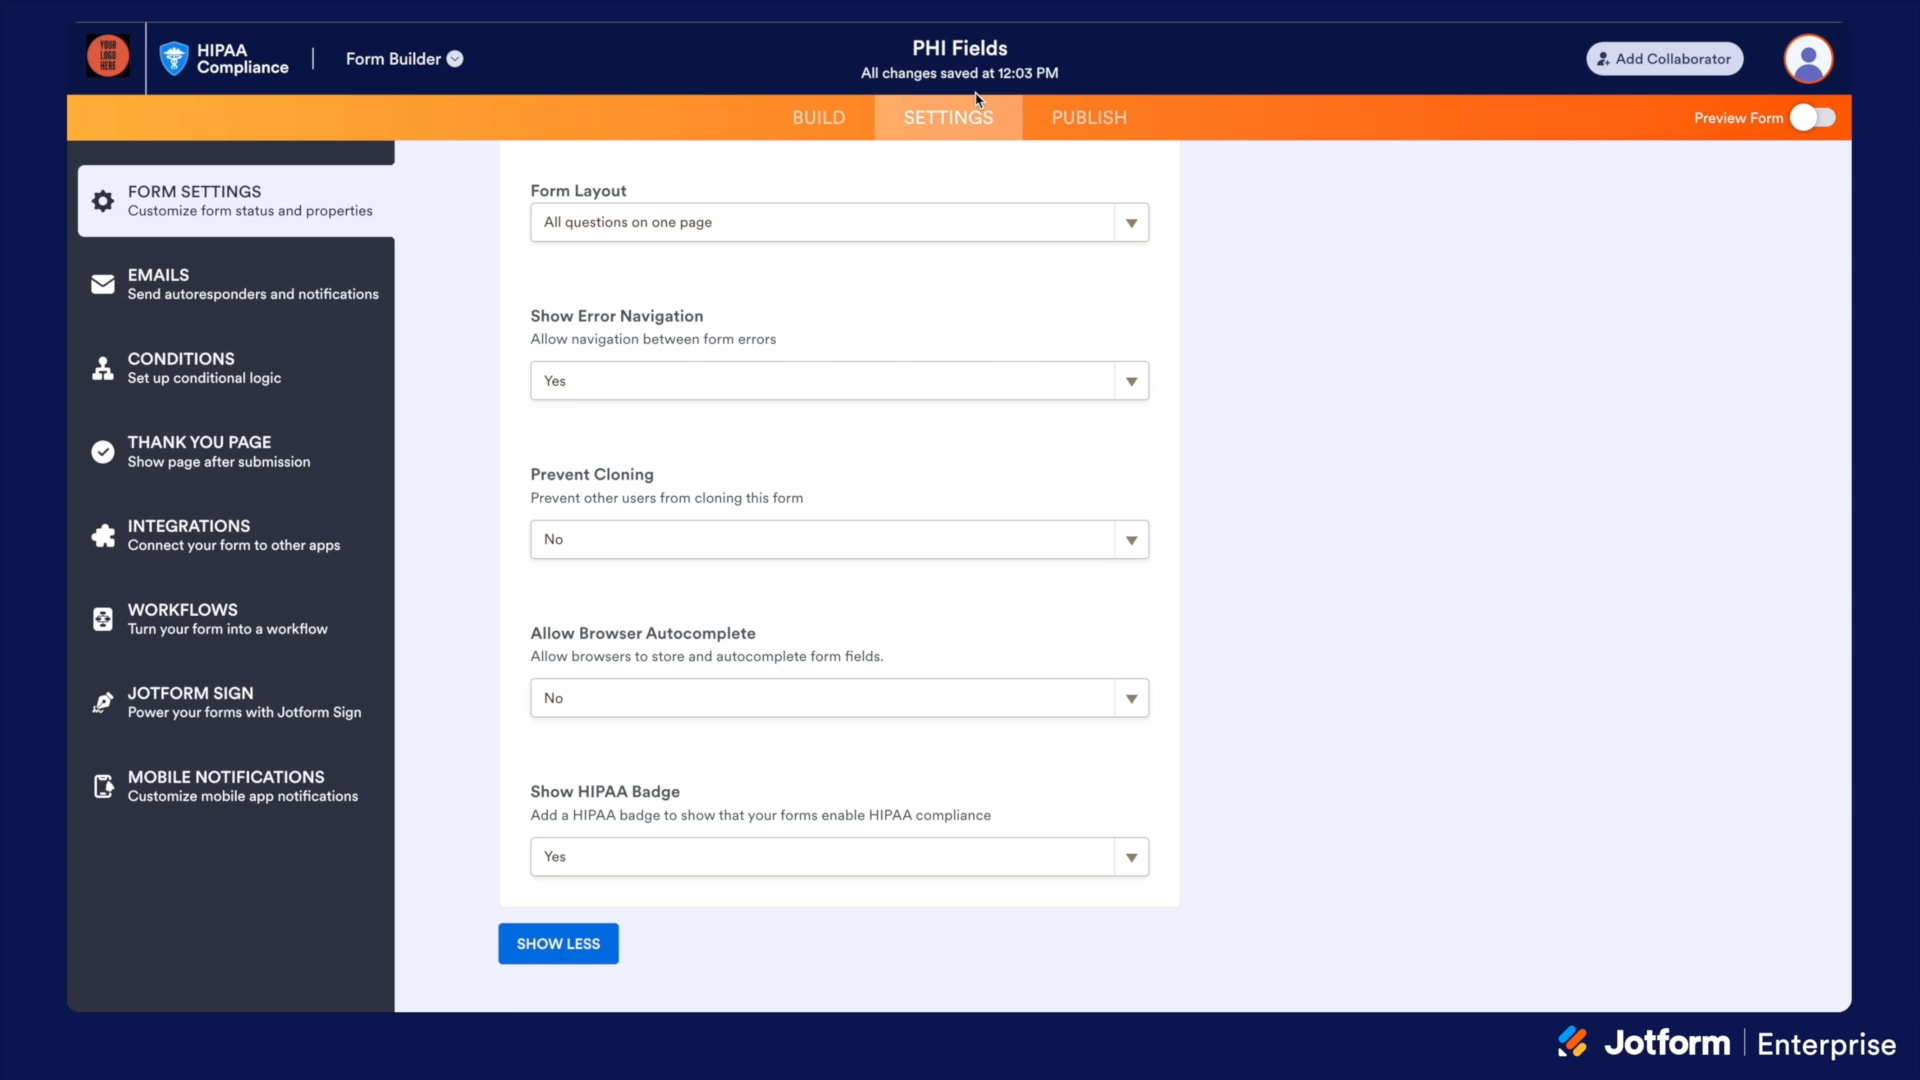 YOUR
LOGO
HERE
HIPAA
Compliance
Form Builder
PHI Fields
All changes saved at 12:03 PM
Add Collaborator
BUILD
SETTINGS
PUBLISH
Preview Form
FORM SETTINGS
Customize form status and properties
EMAILS
Send autoresponders and notifications
CONDITIONS
Set up conditional logic
THANK YOU PAGE
Show page after submission
INTEGRATIONS
Connect your form to other apps
WORKFLOWS
Turn your form into a workflow
JOTFORM SIGN
Power your forms with Jotform Sign
MOBILE NOTIFICATIONS
Customize mobile app notifications
Form Layout
All questions on one page
Show Error Navigation
Allow navigation between form errors
Yes
Prevent Cloning
Prevent other users from cloning this form
No
Allow Browser Autocomplete
Allow browsers to store and autocomplete form fields.
No
Show HIPAA Badge
Add a HIPAA badge to show that your forms enable HIPAA compliance
Yes
SHOW LESS
Jotform | Enterprise